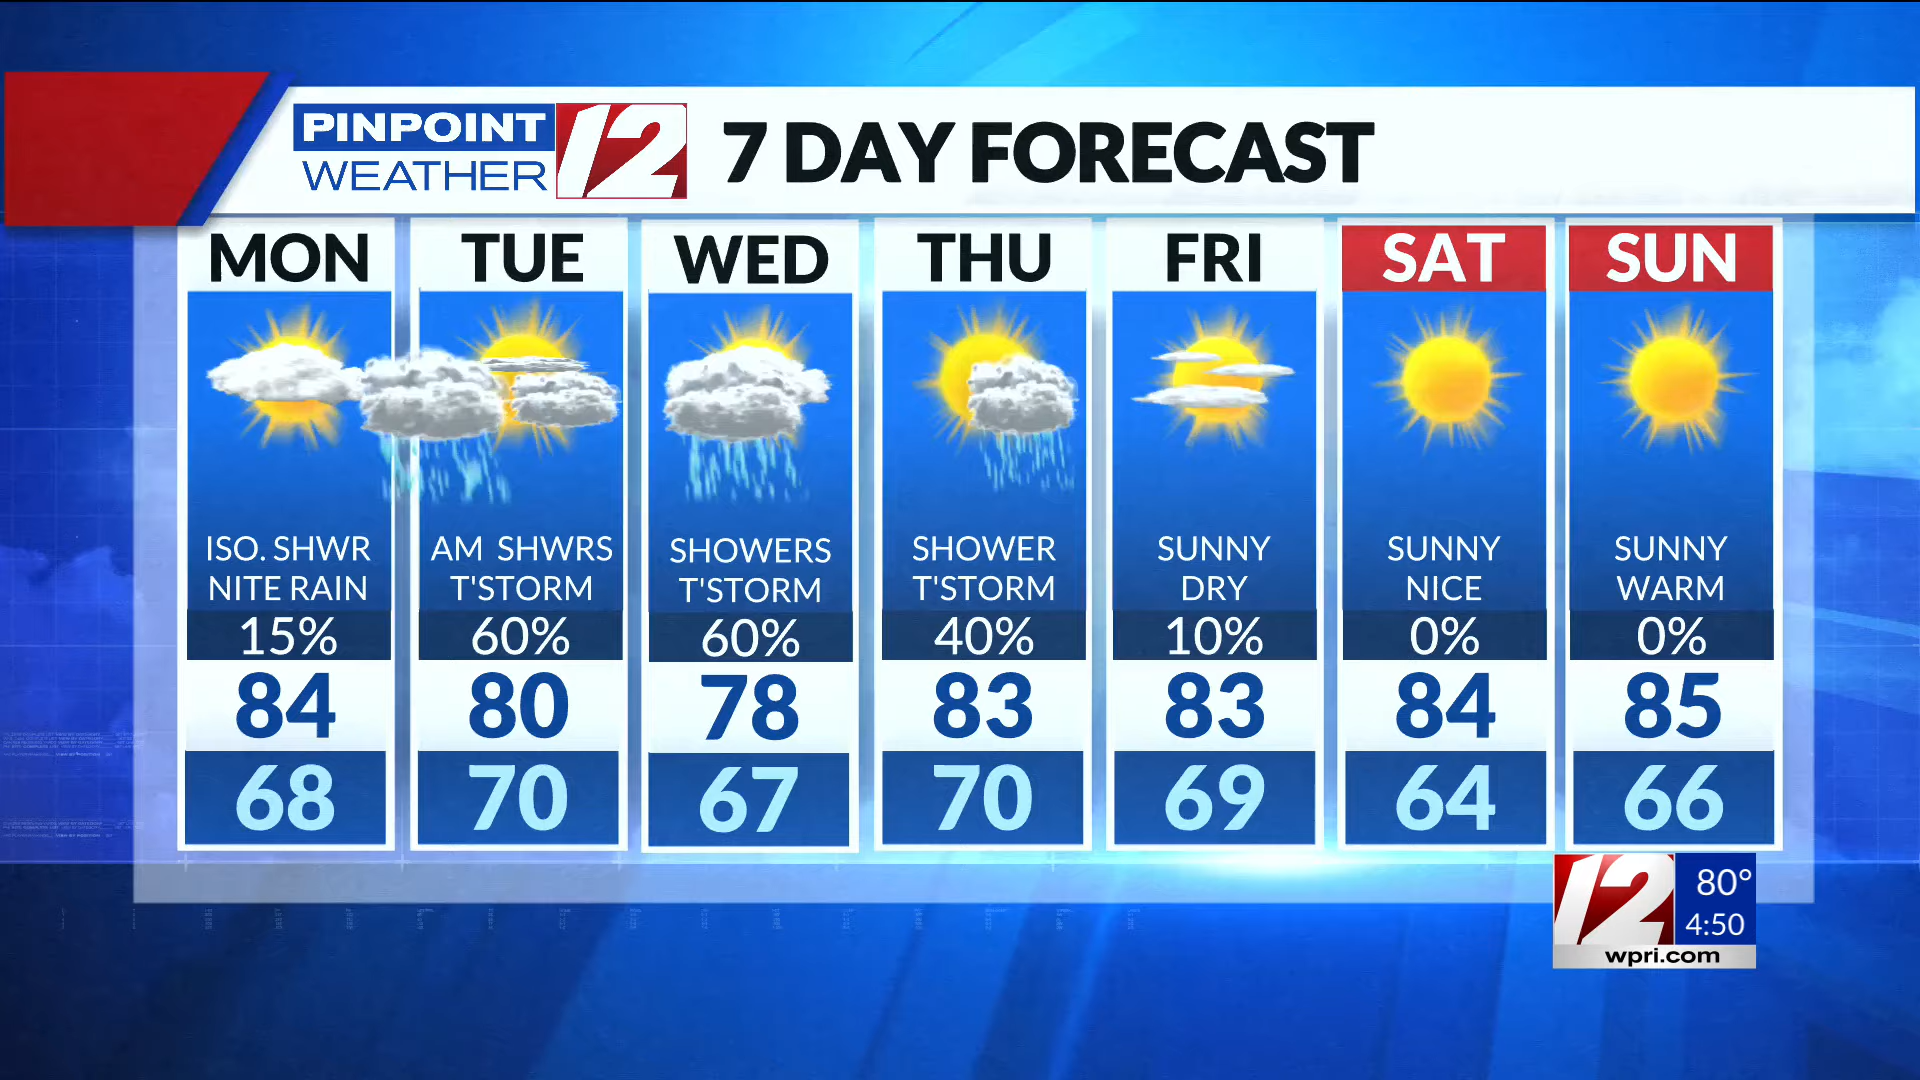 PINPOINT
WEATHER
12
7 DAY FORECAST
MON
ISO. SHWR
NITE RAIN
15%
84
68
TUE
AM SHWRS
T'STORM
60%
80
70
WED
SHOWERS
T'STORM
60%
78
67
THU
SHOWER
T'STORM
40%
83
70
FRI
SUNNY
DRY
10%
83
69
SAT
SUNNY
NICE
0%
84
64
SUN
SUNNY
WARM
0%
85
66
12
80°
4:50
wpri.com